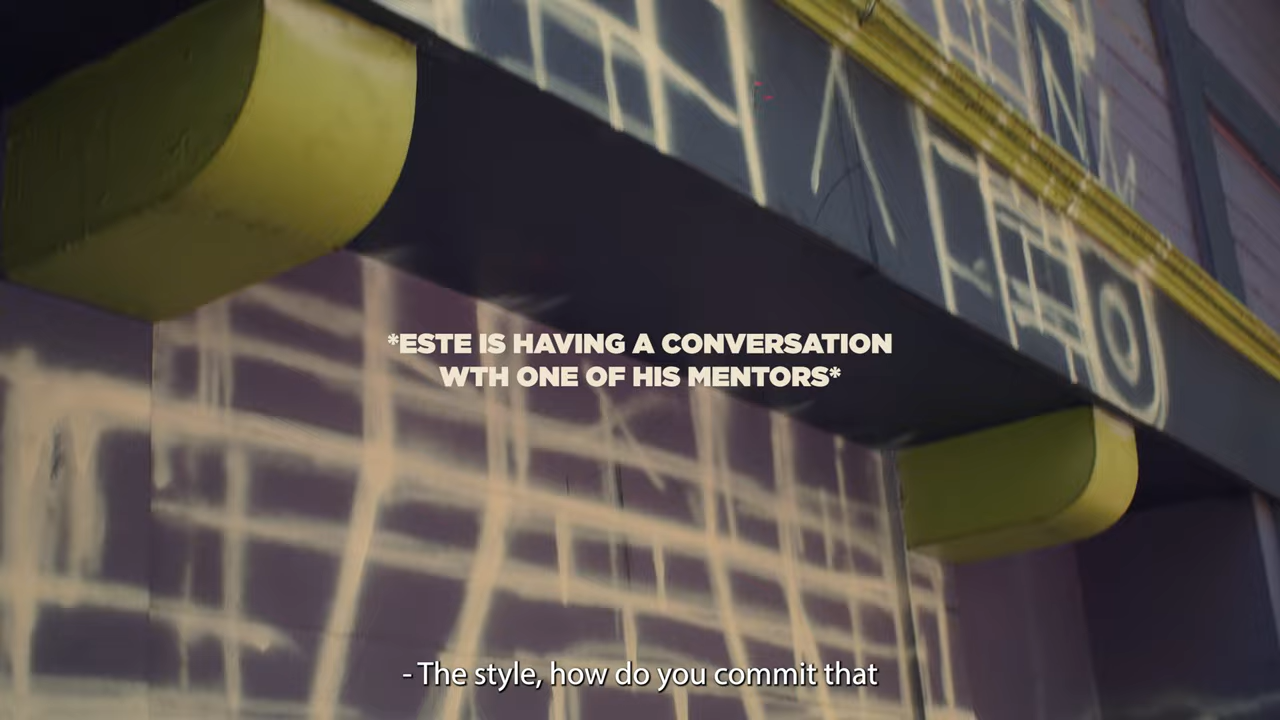 *ESTE IS HAVING A CONVERSATION
WTH ONE OF HIS MENTORS*
- The style, how do you commit that